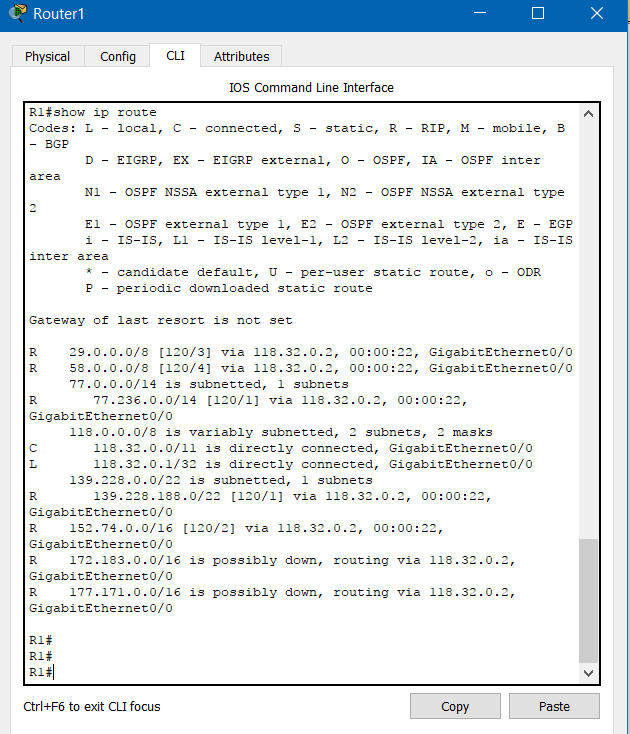 Router1
Physical Config CLI Attributes
IOS Command Line Interface
R1#show ip route
Codes: L - local, C - connected, S - static, R - RIP, M - mobile, B
- BGP
D - EIGRP, EX - EIGRP external, O - OSPF, IA - OSPF inter
area
N1 - OSPF NSSA external type 1, N2 - OSPF NSSA external type
2
E1 - OSPF external type 1, E2 - OSPF external type 2, E - EGP
i - IS-IS, L1 - IS-IS level-1, L2 - IS-IS level-2, ia - IS-IS
inter area
* - candidate default, U - per-user static route, o - ODR
P - periodic downloaded static route
Gateway of last resort is not set
R 29.0.0.0/8 [120/3] via 118.32.0.2, 00:00:22, GigabitEthernet0/0
R 58.0.0.0/8 [120/4] via 118.32.0.2, 00:00:22, GigabitEthernet0/0
77.0.0.0/14 is subnetted, 1 subnets
R 77.236.0.0/14 [120/1] via 118.32.0.2, 00:00:22,
GigabitEthernet0/0
118.0.0.0/8 is variably subnetted, 2 subnets, 2 masks
C 118.32.0.0/11 is directly connected, GigabitEthernet0/0
L 118.32.0.1/32 is directly connected, GigabitEthernet0/0
139.228.0.0/22 is subnetted, 1 subnets
R 139.228.188.0/22 [120/1] via 118.32.0.2, 00:00:22,
GigabitEthernet0/0
R 152.74.0.0/16 [120/2] via 118.32.0.2, 00:00:22,
GigabitEthernet0/0
R 172.183.0.0/16 is possibly down, routing via 118.32.0.2,
GigabitEthernet0/0
R 177.171.0.0/16 is possibly down, routing via 118.32.0.2,
GigabitEthernet0/0
R1#
R1#
R1#
Ctrl+F6 to exit CLI focus
Copy Paste